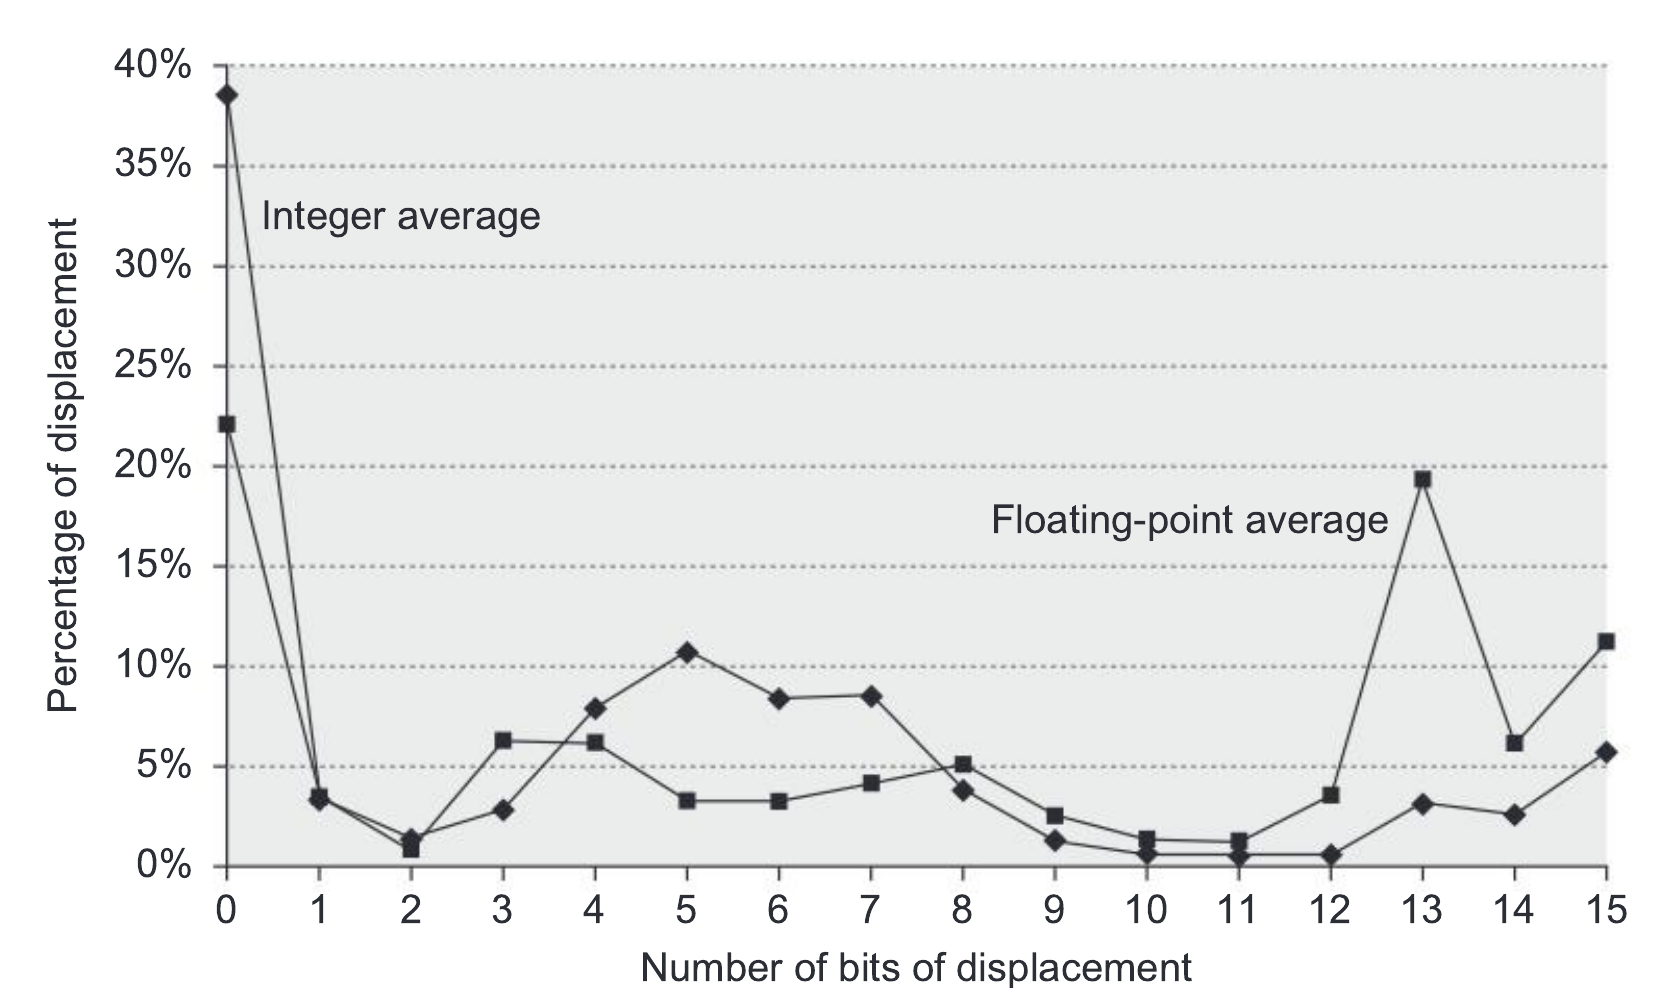 40%
35%
Integer average
30%
25%
20%
Floating-point average
15%
10%
5%
0%
0 1 2 3 4 5 6 7 8 9 10 11 12 13 14 15
Number of bits of displacement
Percentage of displacement